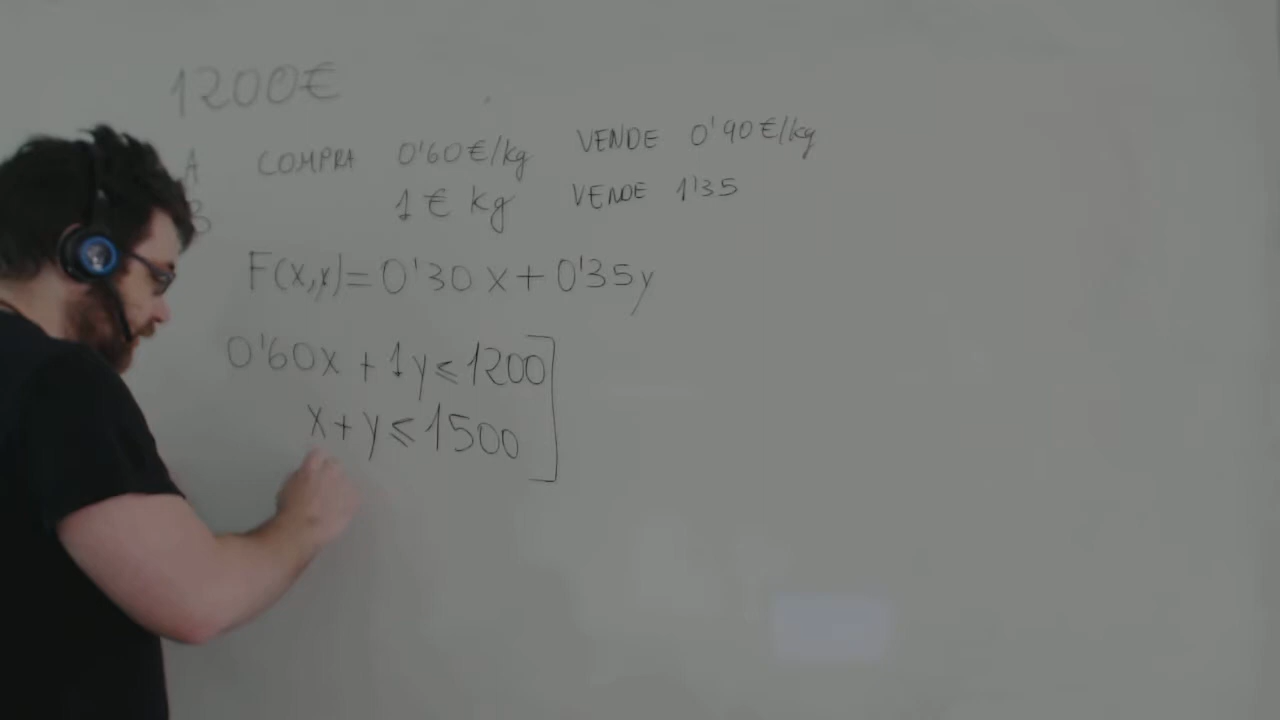 1200€
A COMPRA 0'60€/kg VENDE 0'90€/kg
B 1€ kg VENDE 1'35
F(x,y)=0'30x+0'35y
0'60x+1y≤1200
x+y≤1500